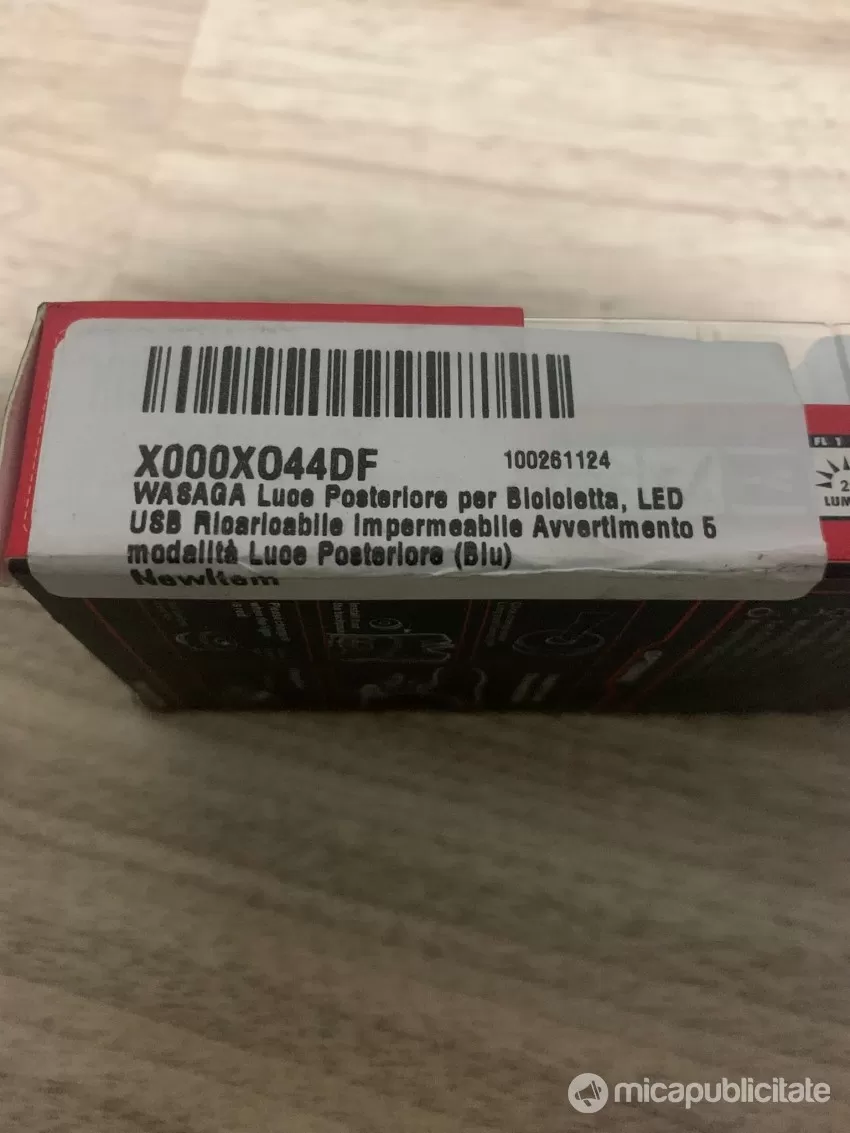 X000XO44DF
100261124
WASAGA Luce Posteriore per Bicicletta, LED
USB Ricaricabile Impermeabile Avvertimento 5
modalità Luce Posteriore (Blu)
NewItem
LUM
micapublicitate